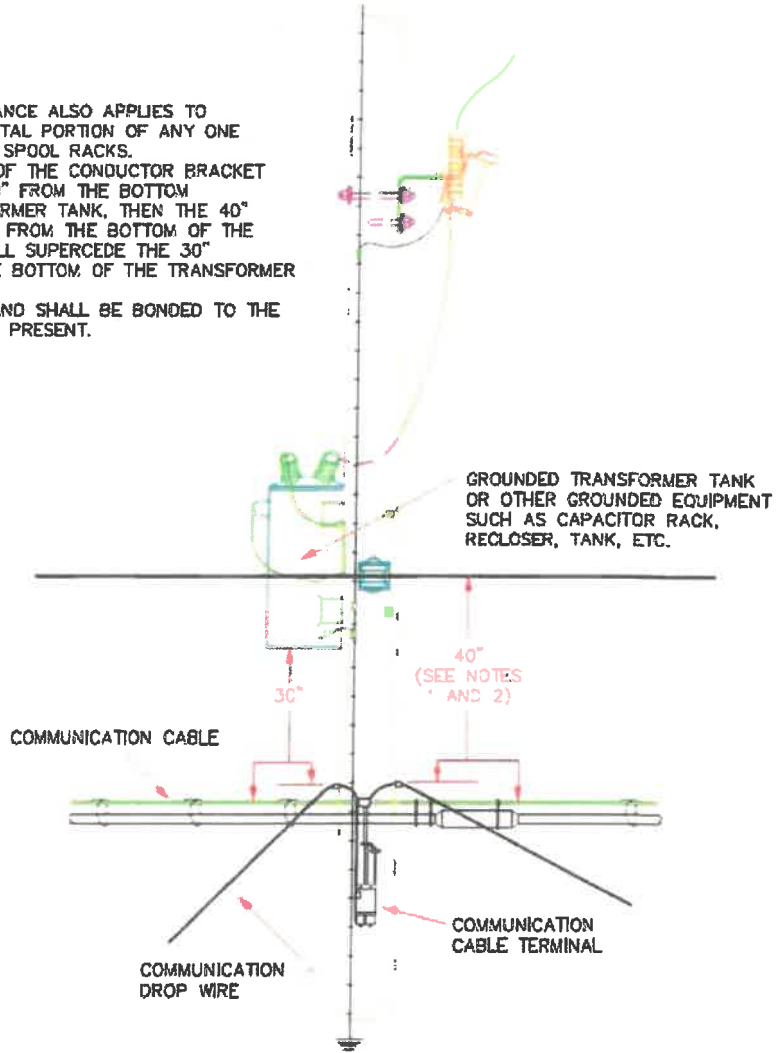 ANCE ALSO APPLIES TO
TAL PORTION OF ANY ONE
SPOOL RACKS.
OF THE CONDUCTOR BRACKET
" FROM THE BOTTOM
ORMER TANK, THEN THE 40"
FROM THE BOTTOM OF THE
LL SUPERCEDE THE 30"
E BOTTOM OF THE TRANSFORMER
AND SHALL BE BONDED TO THE
PRESENT.
GROUNDED TRANSFORMER TANK
OR OTHER GROUNDED EQUIPMENT
SUCH AS CAPACITOR RACK,
RECLOSER, TANK, ETC.
40"
(SEE NOTES
1 AND 2)
30"
COMMUNICATION CABLE
COMMUNICATION
CABLE TERMINAL
COMMUNICATION
DROP WIRE